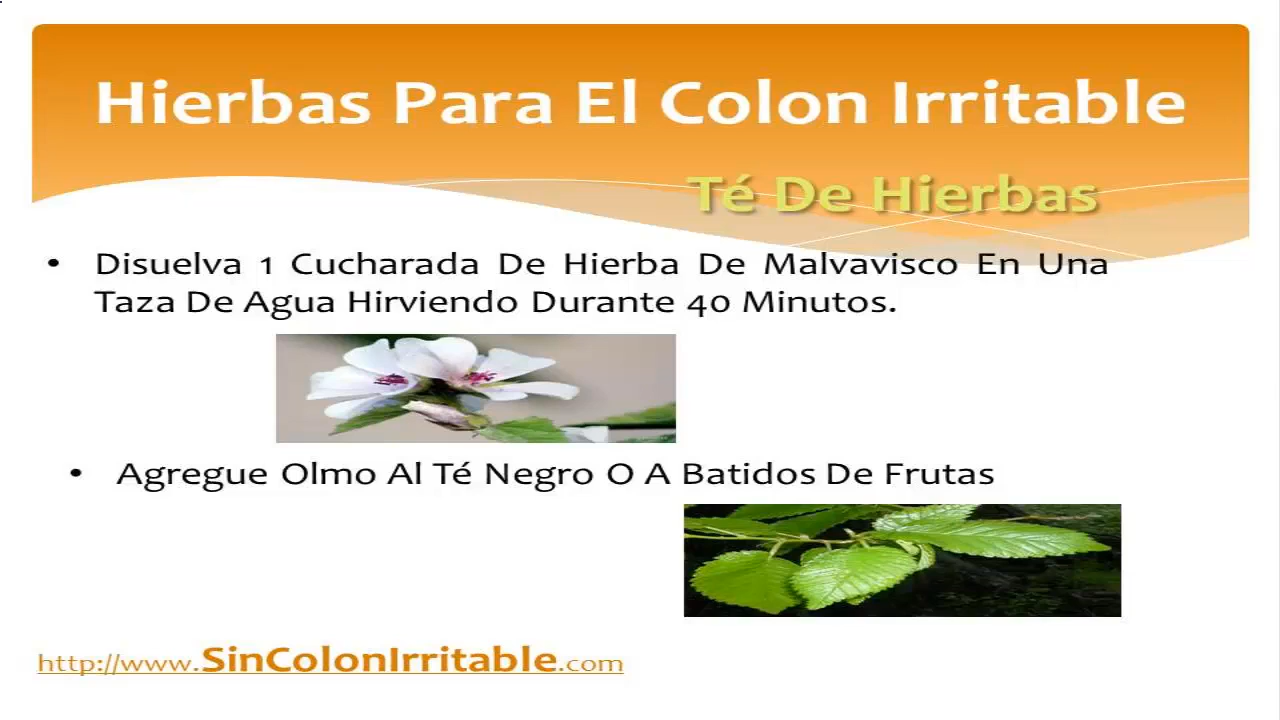 Hierbas Para El Colon Irritable
Té De Hierbas
• Disuelva 1 Cucharada De Hierba De Malvavisco En Una
Taza De Agua Hirviendo Durante 40 Minutos.
• Agregue Olmo Al Té Negro O A Batidos De Frutas
http://www.SinColonIrritable.com